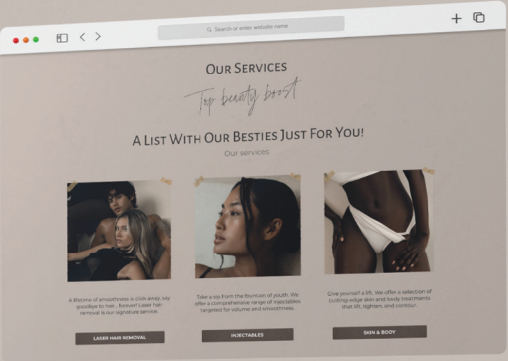 Search or enter website name
OUR SERVICES
Top beauty boost
A LIST WITH OUR BESTIES JUST FOR YOU!
Our services
A lifetime of smoothness is click away, say
goodbye to hair... forever! Laser hair
removal is our signature service.
LASER HAIR REMOVAL
Take a sip from the fountain of youth. We
offer a comprehensive range of injectables
targeted for volume and smoothness.
INJECTABLES
Give yourself a lift. We offer a selection of
cutting-edge skin and body treatments
that lift, tighten, and contour.
SKIN & BODY